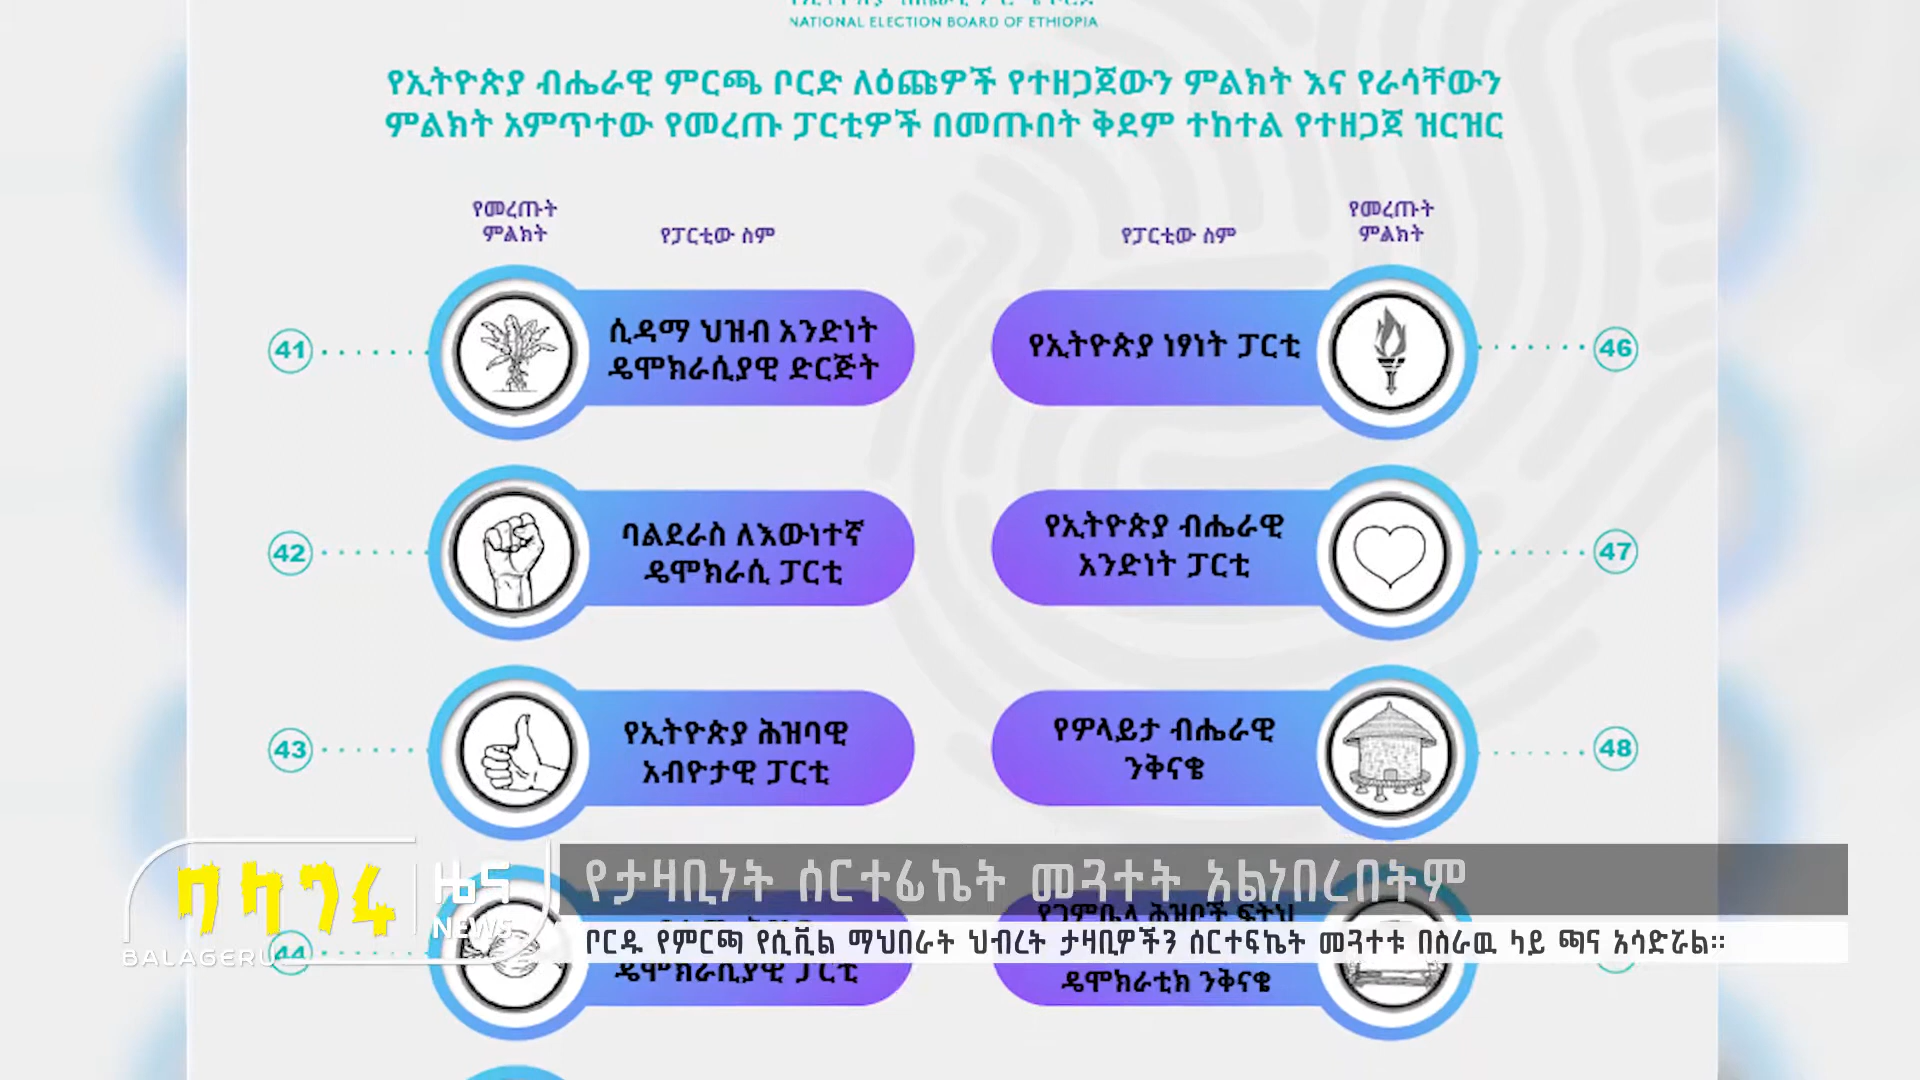 NATIONAL ELECTION BOARD OF ETHIOPIA
የኢትዮጵያ ብሔራዊ ምርጫ ቦርድ ለዕጩዎች የተዘጋጀውን ምልክት እና የራሳቸውን
ምልክት አምጥተው የመረጡ ፓርቲዎች በመጡበት ቅደም ተከተል የተዘጋጀ ዝርዝር
የመረጡት
ምልክት
የፓርቲው ስም
የፓርቲው ስም
የመረጡት
ምልክት
41
ሲዳማ ህዝብ አንድነት
ዴሞክራሲያዊ ድርጅት
የኢትዮጵያ ነፃነት ፓርቲ
46
42
ባልደራስ ለእውነተኛ
ዴሞክራሲ ፓርቲ
የኢትዮጵያ ብሔራዊ
አንድነት ፓርቲ
47
43
የኢትዮጵያ ሕዝባዊ
አብዮታዊ ፓርቲ
የዎላይታ ብሔራዊ
ንቅናቄ
48
ባላገሩ ዜና
NEWS
BALAGERU
የታዛቢነት ሰርተፊኬት መጓተት አልነበረበትም
ቦርዱ የምርጫ የሲቪል ማህበራት ህብረት ታዛቢዎችን ሰርተፍኬት መጓተቱ በስራዉ ላይ ጫና አሳድሯል።
44
ዴሞክራሲያዊ ፓርቲ
የጋምቤላ ሕዝቦች ፍትህ
ዴሞክራቲክ ንቅናቄ